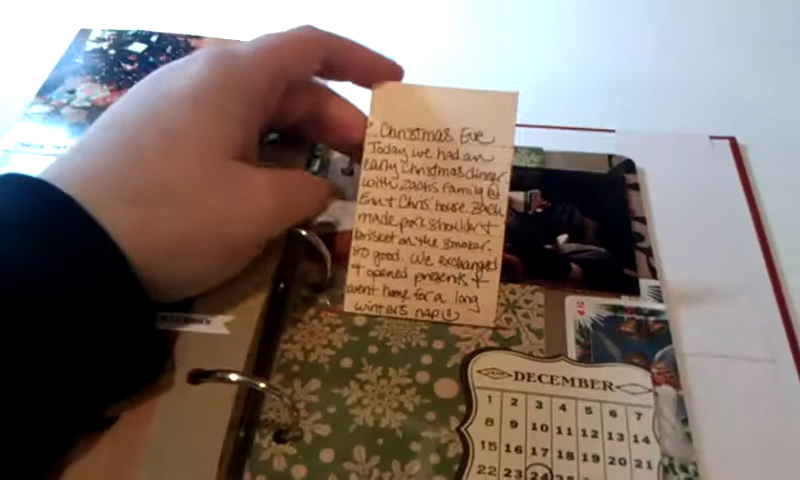 Christmas Eve
Today we had an
early Christmas dinner
with Zach's Family @
Erin + Chris' house. Zach
made pork shoulder +
brisket on the smoker.
so good. We exchanged
+ opened presents +
went home for a long
winters nap
DECEMBER
1 2 3 4 5 6 7
8 9 10 11 12 13 14
15 16 17 18 19 20 21
22 23 24 25